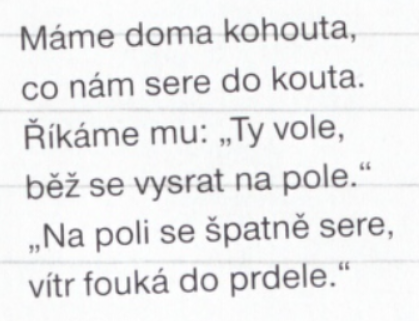 Máme doma kohouta,
co nám sere do kouta.
Říkáme mu: „Ty vole,
běž se vysrat na pole.“
„Na poli se špatně sere,
vítr fouká do prdele.“